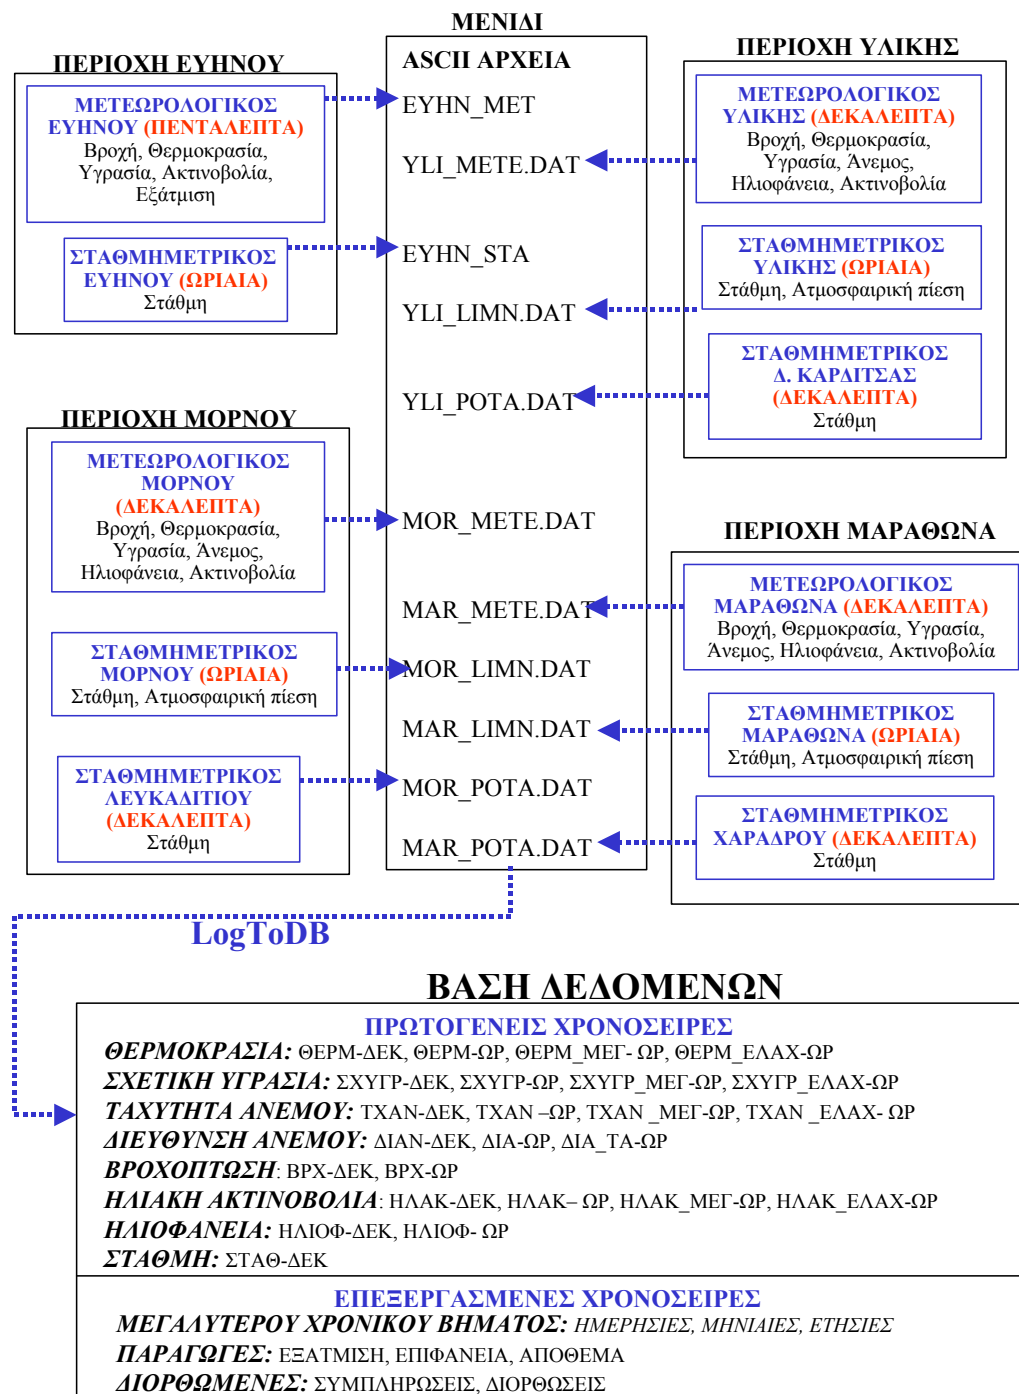 ΜΕΝΙΔΙ
ΠΕΡΙΟΧΗ ΕΥΗΝΟΥ
ΜΕΤΕΩΡΟΛΟΓΙΚΟΣ
ΕΥΗΝΟΥ (ΠΕΝΤΑΛΕΠΤΑ)
Βροχή, Θερμοκρασία,
Υγρασία, Ακτινοβολία,
Εξάτμιση
ΣΤΑΘΜΗΜΕΤΡΙΚΟΣ
ΕΥΗΝΟΥ (ΩΡΙΑΙΑ)
Στάθμη
ΠΕΡΙΟΧΗ ΜΟΡΝΟΥ
ΜΕΤΕΩΡΟΛΟΓΙΚΟΣ
ΜΟΡΝΟΥ
(ΔΕΚΑΛΕΠΤΑ)
Βροχή, Θερμοκρασία,
Υγρασία, Άνεμος,
Ηλιοφάνεια, Ακτινοβολία
ΣΤΑΘΜΗΜΕΤΡΙΚΟΣ
ΜΟΡΝΟΥ (ΩΡΙΑΙΑ)
Στάθμη, Ατμοσφαιρική πίεση
ΣΤΑΘΜΗΜΕΤΡΙΚΟΣ
ΛΕΥΚΑΔΙΤΙΟΥ
(ΔΕΚΑΛΕΠΤΑ)
Στάθμη
ASCII ΑΡΧΕΙΑ
EYHN_MET
YLI_METE.DAT
EYHN_STA
YLI_LIMN.DAT
YLI_POTA.DAT
MOR_METE.DAT
MAR_METE.DAT
MOR_LIMN.DAT
MAR_LIMN.DAT
MOR_POTA.DAT
MAR_POTA.DAT
ΠΕΡΙΟΧΗ ΥΛΙΚΗΣ
ΜΕΤΕΩΡΟΛΟΓΙΚΟΣ
ΥΛΙΚΗΣ (ΔΕΚΑΛΕΠΤΑ)
Βροχή, Θερμοκρασία,
Υγρασία, Άνεμος,
Ηλιοφάνεια, Ακτινοβολία
ΣΤΑΘΜΗΜΕΤΡΙΚΟΣ
ΥΛΙΚΗΣ (ΩΡΙΑΙΑ)
Στάθμη, Ατμοσφαιρική πίεση
ΣΤΑΘΜΗΜΕΤΡΙΚΟΣ
Δ. ΚΑΡΔΙΤΣΑΣ
(ΔΕΚΑΛΕΠΤΑ)
Στάθμη
ΠΕΡΙΟΧΗ ΜΑΡΑΘΩΝΑ
ΜΕΤΕΩΡΟΛΟΓΙΚΟΣ
ΜΑΡΑΘΩΝΑ (ΔΕΚΑΛΕΠΤΑ)
Βροχή, Θερμοκρασία, Υγρασία,
Άνεμος, Ηλιοφάνεια, Ακτινοβολία
ΣΤΑΘΜΗΜΕΤΡΙΚΟΣ
ΜΑΡΑΘΩΝΑ (ΩΡΙΑΙΑ)
Στάθμη, Ατμοσφαιρική πίεση
ΣΤΑΘΜΗΜΕΤΡΙΚΟΣ
ΧΑΡΑΔΡΟΥ (ΔΕΚΑΛΕΠΤΑ)
Στάθμη
LogToDB
ΒΑΣΗ ΔΕΔΟΜΕΝΩΝ
ΠΡΩΤΟΓΕΝΕΙΣ ΧΡΟΝΟΣΕΙΡΕΣ
ΘΕΡΜΟΚΡΑΣΙΑ: ΘΕΡΜ-ΔΕΚ, ΘΕΡΜ-ΩΡ, ΘΕΡΜ_ΜΕΓ- ΩΡ, ΘΕΡΜ_ΕΛΑΧ-ΩΡ
ΣΧΕΤΙΚΗ ΥΓΡΑΣΙΑ: ΣΧΥΓΡ-ΔΕΚ, ΣΧΥΓΡ-ΩΡ, ΣΧΥΓΡ_ΜΕΓ-ΩΡ, ΣΧΥΓΡ_ΕΛΑΧ-ΩΡ
ΤΑΧΥΤΗΤΑ ΑΝΕΜΟΥ: ΤΧΑΝ-ΔΕΚ, ΤΧΑΝ –ΩΡ, ΤΧΑΝ _ΜΕΓ-ΩΡ, ΤΧΑΝ _ΕΛΑΧ- ΩΡ
ΔΙΕΥΘΥΝΣΗ ΑΝΕΜΟΥ: ΔΙΑΝ-ΔΕΚ, ΔΙΑ-ΩΡ, ΔΙΑ_ΤΑ-ΩΡ
ΒΡΟΧΟΠΤΩΣΗ: ΒΡΧ-ΔΕΚ, ΒΡΧ-ΩΡ
ΗΛΙΑΚΗ ΑΚΤΙΝΟΒΟΛΙΑ: ΗΛΑΚ-ΔΕΚ, ΗΛΑΚ– ΩΡ, ΗΛΑΚ_ΜΕΓ-ΩΡ, ΗΛΑΚ_ΕΛΑΧ-ΩΡ
ΗΛΙΟΦΑΝΕΙΑ: ΗΛΙΟΦ-ΔΕΚ, ΗΛΙΟΦ- ΩΡ
ΣΤΑΘΜΗ: ΣΤΑΘ-ΔΕΚ
ΕΠΕΞΕΡΓΑΣΜΕΝΕΣ ΧΡΟΝΟΣΕΙΡΕΣ
ΜΕΓΑΛΥΤΕΡΟΥ ΧΡΟΝΙΚΟΥ ΒΗΜΑΤΟΣ: ΗΜΕΡΗΣΙΕΣ, ΜΗΝΙΑΙΕΣ, ΕΤΗΣΙΕΣ
ΠΑΡΑΓΩΓΕΣ: ΕΞΑΤΜΙΣΗ, ΕΠΙΦΑΝΕΙΑ, ΑΠΟΘΕΜΑ
ΔΙΟΡΘΩΜΕΝΕΣ: ΣΥΜΠΛΗΡΩΣΕΙΣ, ΔΙΟΡΘΩΣΕΙΣ